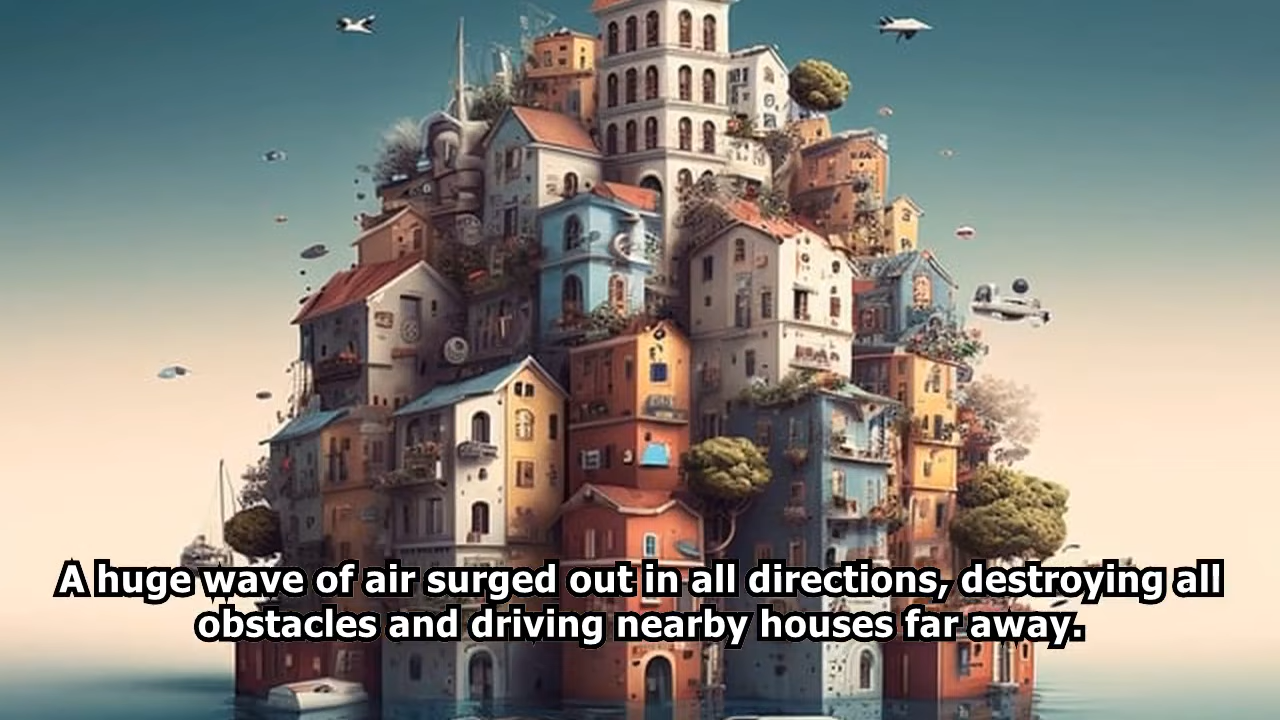 A huge wave of air surged out in all directions, destroying all
obstacles and driving nearby houses far away.